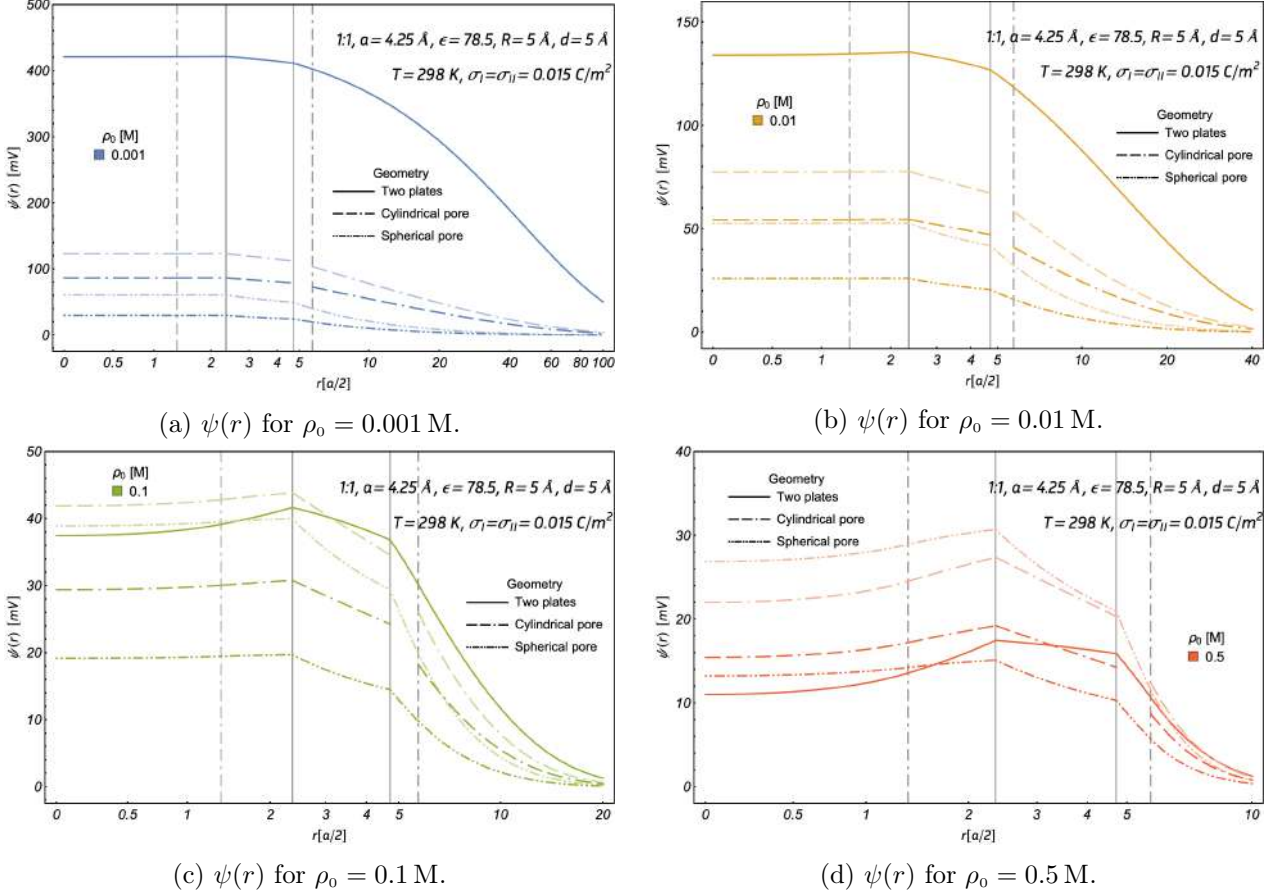 500
400
300
200
100
0
ψ(r) [mV]
1:1, a= 4.25 Å, ϵ= 78.5, R= 5 Å, d= 5 Å
T= 298 K, σI=σII= 0.015 C/m²
ρ0 [M]
0.001
Geometry
Two plates
Cylindrical pore
Spherical pore
0 0.5 1 2 3 4 5 10 20 40 60 80 100
r[a/2]
(a) ψ(r) for ρ0 = 0.001 M.
150
100
50
0
ψ(r) [mV]
1:1, a= 4.25 Å, ϵ= 78.5, R= 5 Å, d= 5 Å
T= 298 K, σI=σII= 0.015 C/m²
ρ0 [M]
0.01
Geometry
Two plates
Cylindrical pore
Spherical pore
0 0.5 1 2 3 4 5 10 20 40
r[a/2]
(b) ψ(r) for ρ0 = 0.01 M.
50
40
30
20
10
0
ψ(r) [mV]
ρ0 [M]
0.1
1:1, a= 4.25 Å, ϵ= 78.5, R= 5 Å, d= 5 Å
T= 298 K, σI=σII= 0.015 C/m²
Geometry
Two plates
Cylindrical pore
Spherical pore
0 0.5 1 2 3 4 5 10 20
r[a/2]
(c) ψ(r) for ρ0 = 0.1 M.
40
30
20
10
0
ψ(r) [mV]
Geometry
Two plates
Cylindrical pore
Spherical pore
1:1, a= 4.25 Å, ϵ= 78.5, R= 5 Å, d= 5 Å
T= 298 K, σI=σII= 0.015 C/m²
ρ0 [M]
0.5
0 0.5 1 2 3 4 5 10
r[a/2]
(d) ψ(r) for ρ0 = 0.5 M.